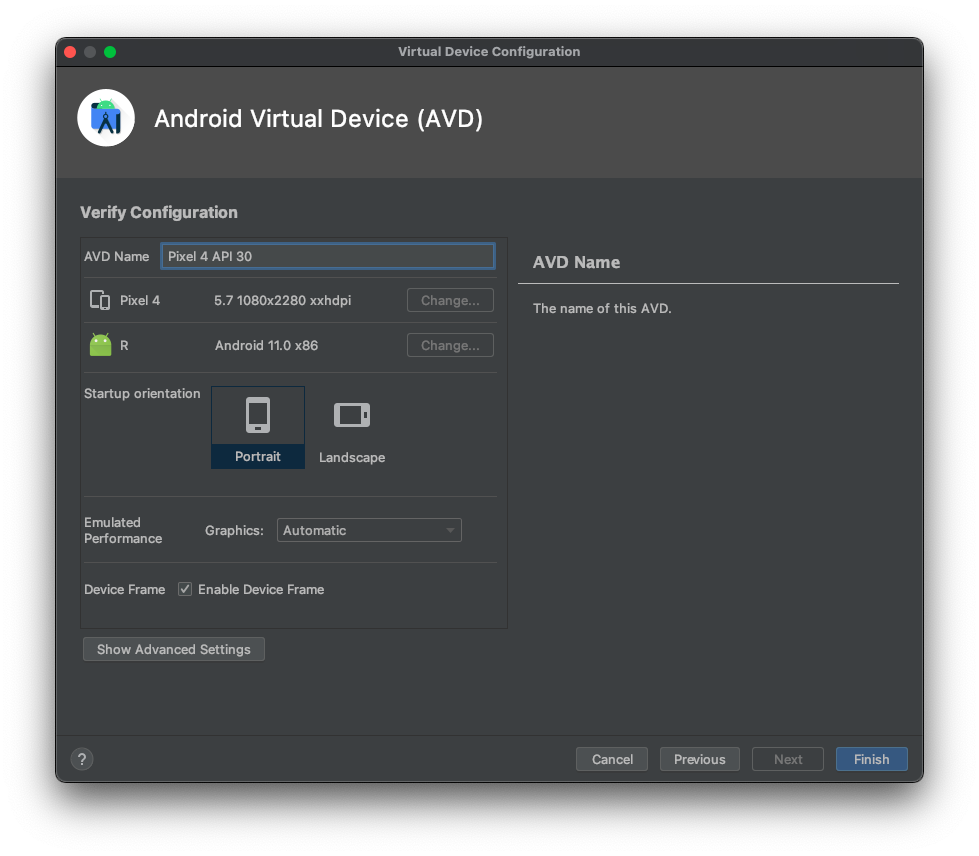 Virtual Device Configuration
Android Virtual Device (AVD)
Verify Configuration
AVD Name Pixel 4 API 30
Pixel 4 5.7 1080x2280 xxhdpi Change...
R Android 11.0 x86 Change...
Startup orientation
Portrait Landscape
Emulated
Performance
Graphics: Automatic
Device Frame Enable Device Frame
Show Advanced Settings
AVD Name
The name of this AVD.
? Cancel Previous Next Finish